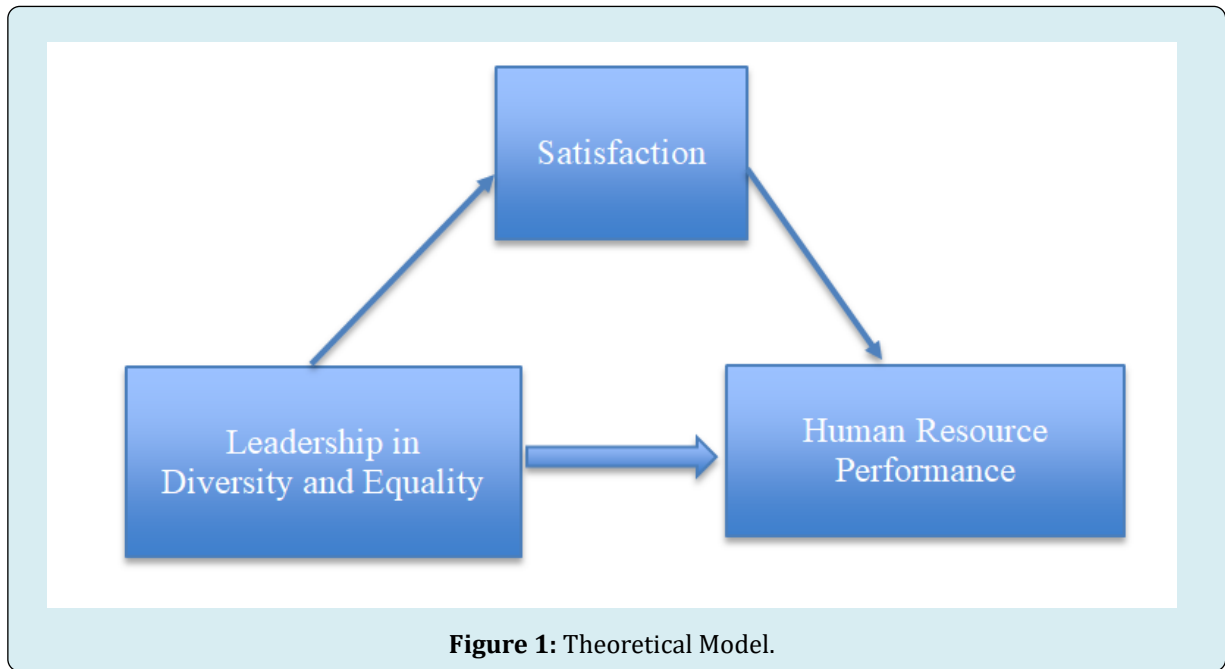 Satisfaction
Leadership in
Diversity and Equality
Human Resource
Performance
Figure 1: Theoretical Model.